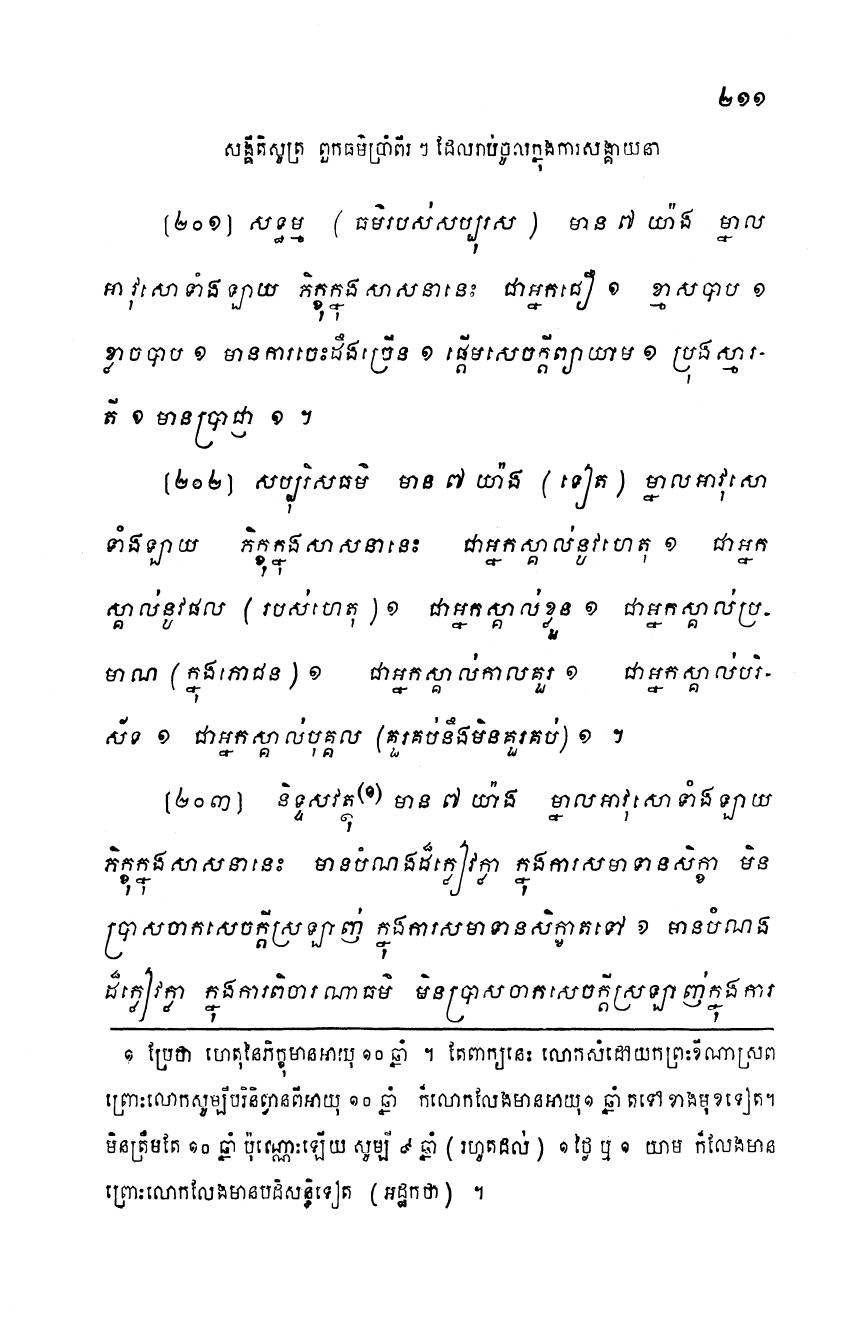 ២១១
សង្គីតិសូត្រ ពួកធម៌ប្រាំពីរ ៗ ដែលរាប់ចូលក្នុងការសង្គាយនា
(២០១) សទ្ធម្ម ( ធម៌របស់សប្បុរស ) មាន ៧ យ៉ាង ម្នាល
អាវុសោទាំងឡាយ ភិក្ខុក្នុងសាសនានេះ ជាអ្នកជឿ ១ ខ្មាសបាប ១
ខ្លាចបាប ១ មានការចេះដឹងច្រើន ១ ផ្តើមសេចក្តីព្យាយាម ១ ប្រុងស្មារ-
តី ១ មានប្រាជ្ញា ១ ។
(២០២) សប្បុរិសធម៌ មាន ៧ យ៉ាង ( ទៀត ) ម្នាលអាវុសោ
ទាំងឡាយ ភិក្ខុក្នុងសាសនានេះ ជាអ្នកស្គាល់នូវហេតុ ១ ជាអ្នក
ស្គាល់នូវផល ( របស់ហេតុ ) ១ ជាអ្នកស្គាល់ខ្លួន ១ ជាអ្នកស្គាល់ប្រ-
មាណ ( ក្នុងភោជន ) ១ ជាអ្នកស្គាល់កាលគួរ ១ ជាអ្នកស្គាល់បរិ-
ស័ទ ១ ជាអ្នកស្គាល់បុគ្គល (គួរគប់នឹងមិនគួរគប់) ១ ។
(២០៣) និទ្ទសវត្ថុ(១) មាន ៧ យ៉ាង ម្នាលអាវុសោទាំងឡាយ
ភិក្ខុក្នុងសាសនានេះ មានបំណងដ៏ក្លៀវក្លា ក្នុងការសមាទានសិក្ខា មិន
ប្រាសចាកសេចក្តីស្រឡាញ់ ក្នុងការសមាទានសិក្ខាតទៅ ១ មានបំណង
ដ៏ក្លៀវក្លា ក្នុងការពិចារណាធម៌ មិនប្រាសចាកសេចក្តីស្រឡាញ់ក្នុងការ
១ ប្រែថា ហេតុនៃភិក្ខុមានអាយុ ១០ ឆ្នាំ ។ តែពាក្យនេះ លោកសំដៅយកព្រះខីណាស្រព
ព្រោះលោកសូម្បីបរិនិព្វានពីអាយុ ១០ ឆ្នាំ ក៏លោកលែងមានអាយុ១ ឆ្នាំ តទៅ ខាងមុខទៀត។
មិនត្រឹមតែ ១០ ឆ្នាំ ប៉ុណ្ណោះឡើយ សូម្បី ៩ ឆ្នាំ ( រហូតដល់ ) ១ ថ្ងៃ ឬ ១ យាម ក៏លែងមាន
ព្រោះលោកលែងមានបដិសន្ធិទៀត ( អដ្ឋកថា ) ។